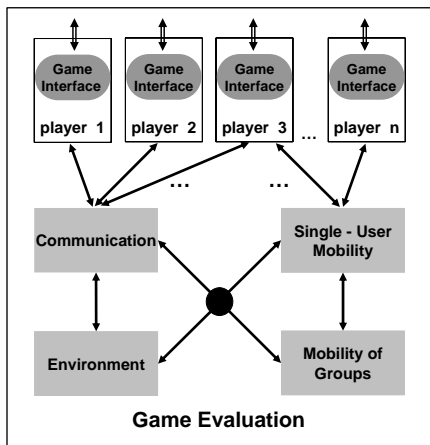 Game
Interface
player 1
Game
Interface
player 2
Game
Interface
player 3
...
Game
Interface
player n
...
...
Communication
Single - User
Mobility
Environment
Mobility of
Groups
Game Evaluation